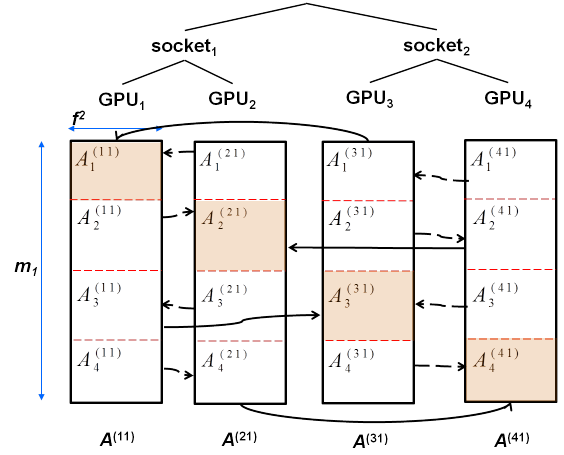 socket₁ socket₂
GPU₁ GPU₂ GPU₃ GPU₄
f²
A₁⁽¹¹⁾ A₁⁽²¹⁾ A₁⁽³¹⁾ A₁⁽⁴¹⁾
A₂⁽¹¹⁾ A₂⁽²¹⁾ A₂⁽³¹⁾ A₂⁽⁴¹⁾
m₁
A₃⁽¹¹⁾ A₃⁽²¹⁾ A₃⁽³¹⁾ A₃⁽⁴¹⁾
A₄⁽¹¹⁾ A₄⁽²¹⁾ A₄⁽³¹⁾ A₄⁽⁴¹⁾
A⁽¹¹⁾ A⁽²¹⁾ A⁽³¹⁾ A⁽⁴¹⁾